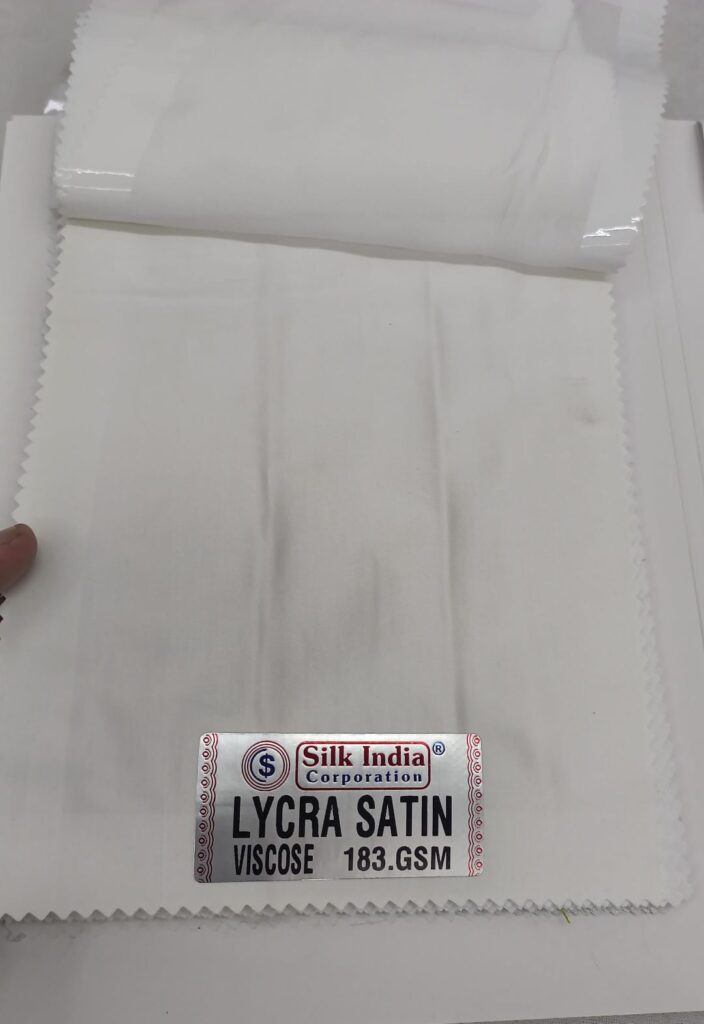 $ Silk India ®
Corporation
LYCRA SATIN
VISCOSE 183.GSM